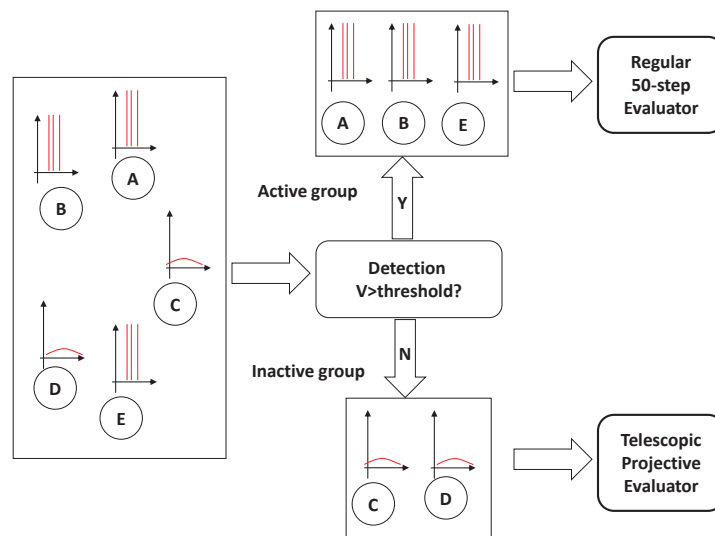 A
B
C
D
E
A
B
E
Regular
50-step
Evaluator
Active group
Y
Detection
V>threshold?
N
Inactive group
C
D
Telescopic
Projective
Evaluator